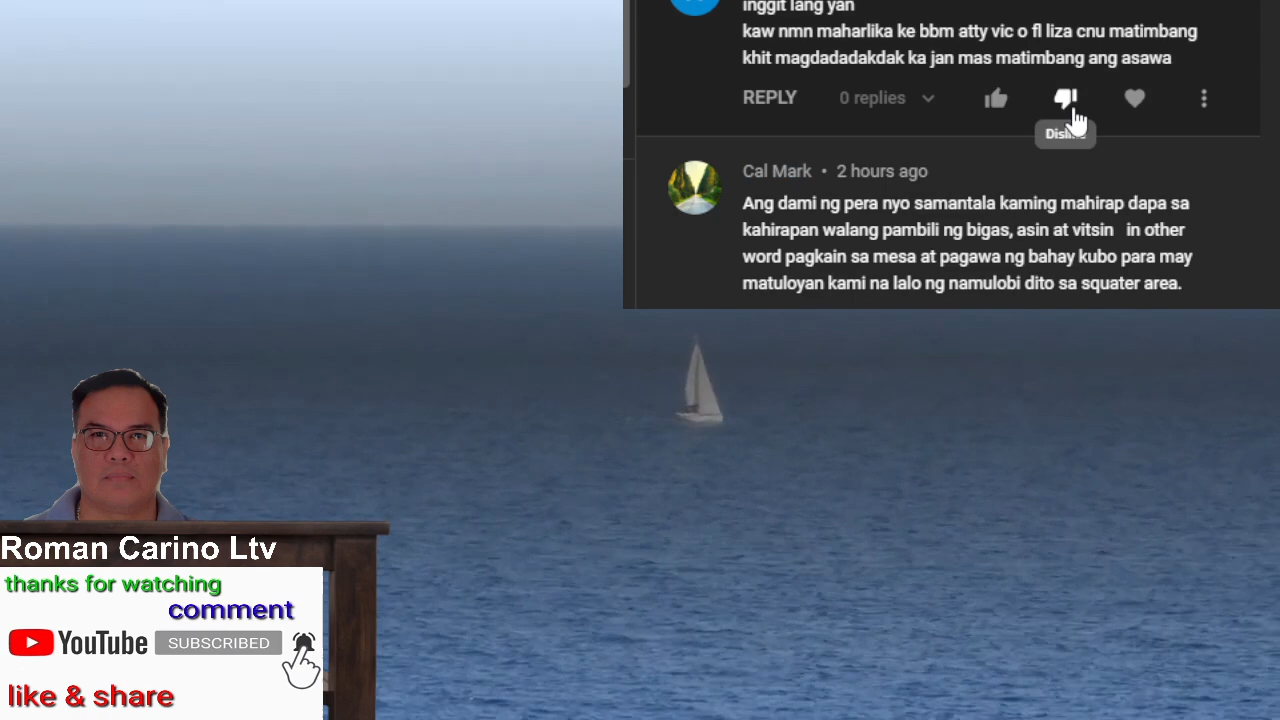 inggit lang yan
kaw nmn maharlika ke bbm atty vic o fl liza cnu matimbang
khit magdadadakdak ka jan mas matimbang ang asawa
REPLY 0 replies
Cal Mark • 2 hours ago
Ang dami ng pera nyo samantala kaming mahirap dapa sa
kahirapan walang pambili ng bigas, asin at vitsin in other
word pagkain sa mesa at pagawa ng bahay kubo para may
matuloyan kami na lalo ng namulobi dito sa squater area.
Roman Carino Ltv
thanks for watching
comment
YouTube SUBSCRIBED
like & share